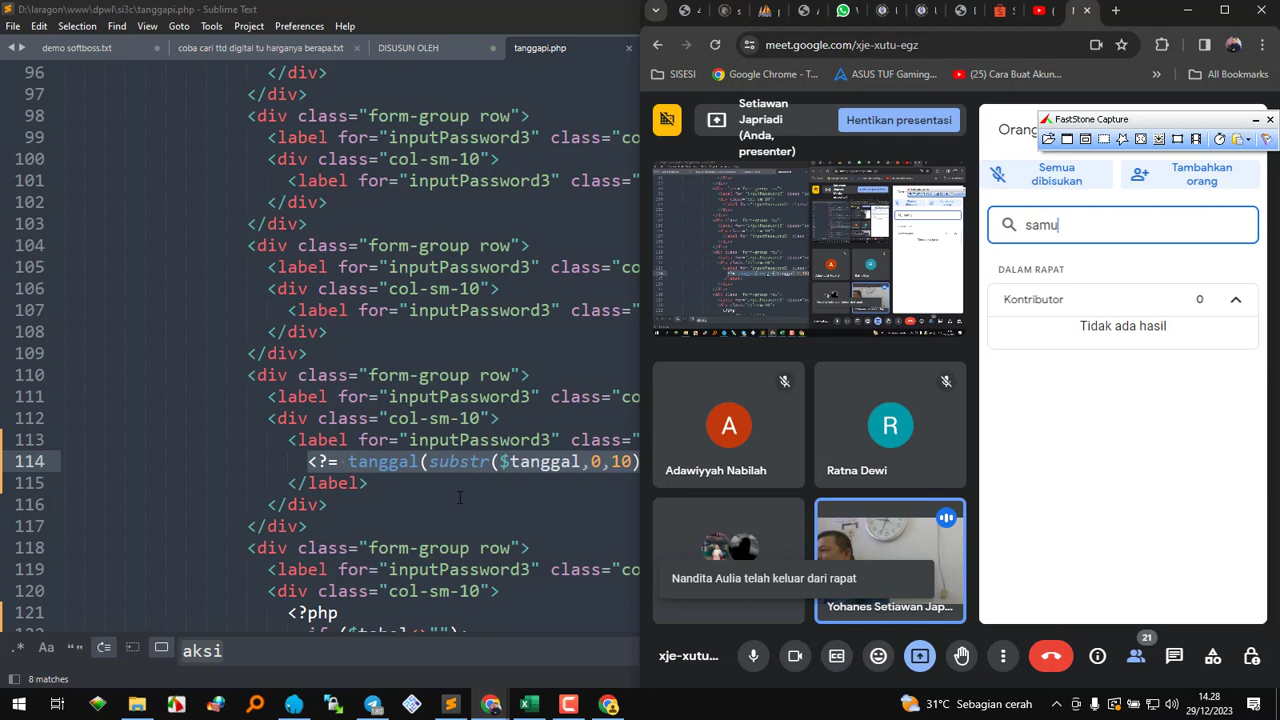 D:\laragon\www\dpwl\si3c\tanggapi.php - Sublime Text
File Edit Selection Find View Goto Tools Project Preferences Help
demo softboss.txt
coba cari ttd digital tu harganya berapa.txt
DISUSUN OLEH
tanggapi.php
96 </div>
97 </div>
98 <div class="form-group row">
99 <label for="inputPassword3" class="c
100 <div class="col-sm-10">
101 <label for="inputPassword3" class="
102 </div>
103 </div>
104 <div class="form-group row">
105 <label for="inputPassword3" class="c
106 <div class="col-sm-10">
107 <label for="inputPassword3" class="
108 </div>
109 </div>
110 <div class="form-group row">
111 <label for="inputPassword3" class="c
112 <div class="col-sm-10">
113 <label for="inputPassword3" class="
114 <?= tanggal(substr($tanggal,0,10)
115 </label>
116 </div>
117 </div>
118 <div class="form-group row">
119 <label for="inputPassword3" class="co
120 <div class="col-sm-10">
121 <?php
aksi
8 matches
meet.google.com/xje-xutu-egz
SISESI
Google Chrome - T...
ASUS TUF Gaming...
(25) Cara Buat Akun...
All Bookmarks
Setiawan
Japriadi
(Anda,
presenter)
Hentikan presentasi
Orang
FastStone Capture
Semua
dibisukan
Tambahkan
orang
samu
DALAM RAPAT
Kontributor 0
Tidak ada hasil
A
Adawiyyah Nabilah
R
Ratna Dewi
Nandita Aulia telah keluar dari rapat
Yohanes Setiawan Jap...
xje-xutu...
21
31°C Sebagian cerah
14.28
29/12/2023